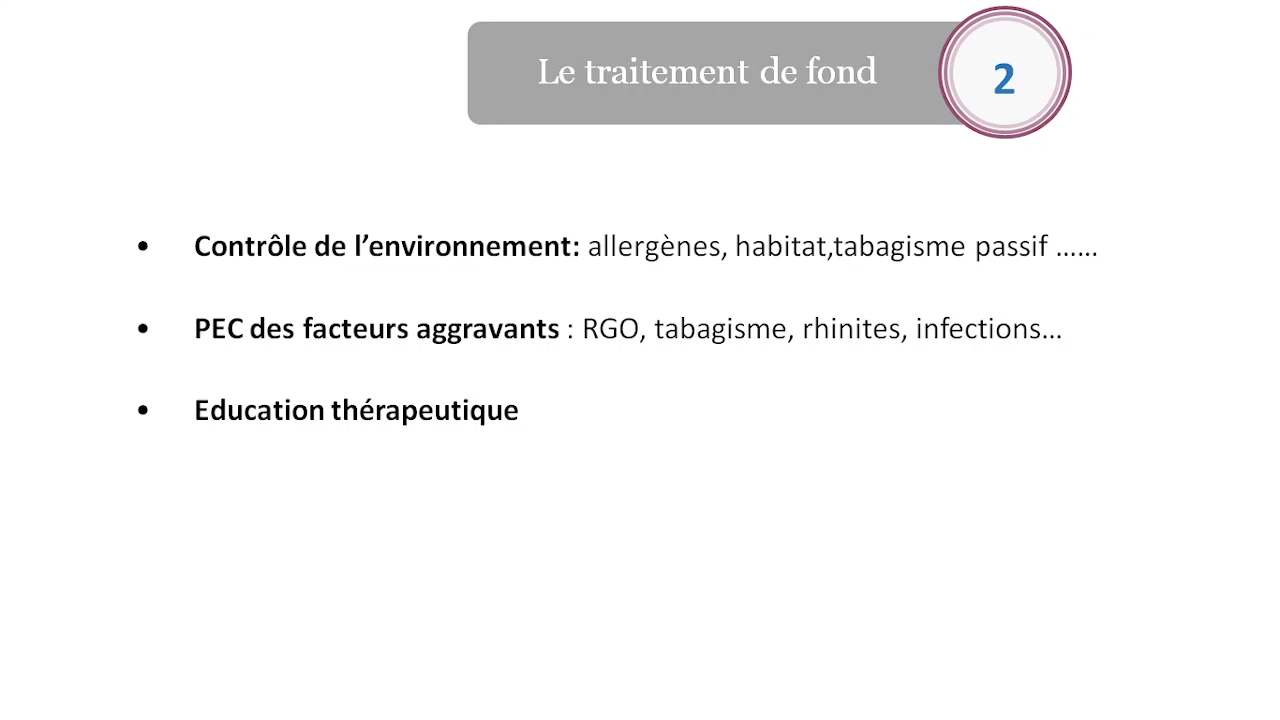 Le traitement de fond
2
• Contrôle de l’environnement: allergènes, habitat,tabagisme passif ......
• PEC des facteurs aggravants : RGO, tabagisme, rhinites, infections...
• Education thérapeutique